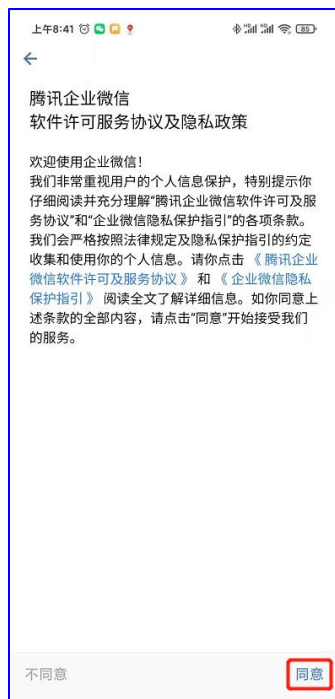 上午8:41
85
腾讯企业微信
软件许可服务协议及隐私政策
欢迎使用企业微信！
我们非常重视用户的个人信息保护，特别提示你
仔细阅读并充分理解“腾讯企业微信软件许可及服
务协议”和“企业微信隐私保护指引”的各项条款。
我们会严格按照法律规定及隐私保护指引的约定
收集和使用你的个人信息。请你点击 《 腾讯企业
微信软件许可及服务协议 》 和 《 企业微信隐私
保护指引 》 阅读全文了解详细信息。如你同意上
述条款的全部内容，请点击“同意”开始接受我们
的服务。
不同意 同意